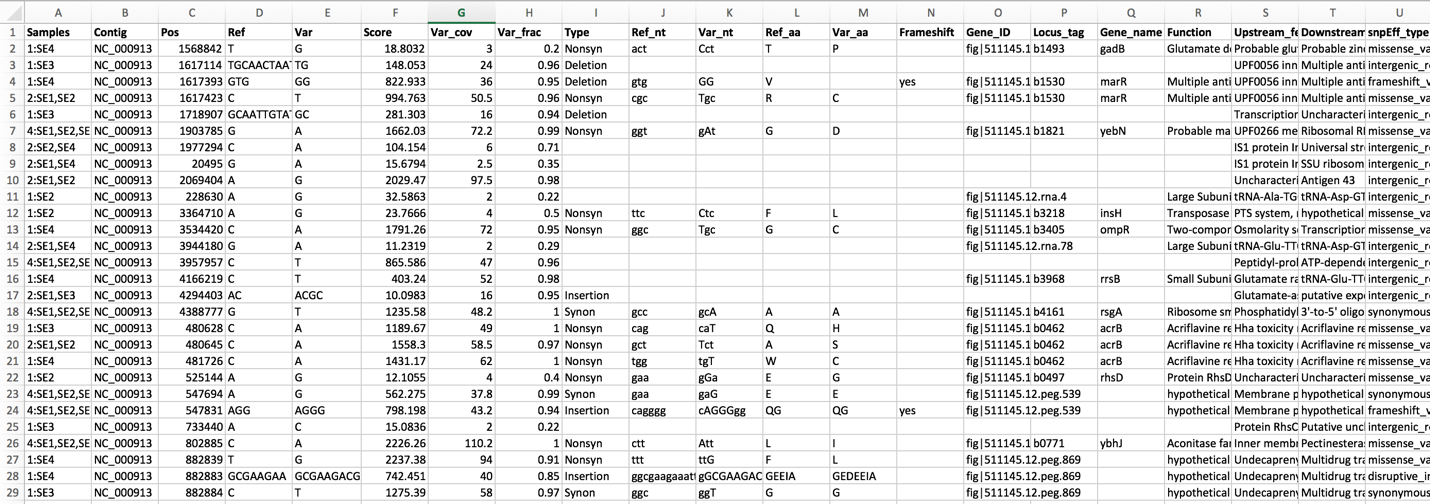 A B C D E F G H I J K L M N O P Q R S T U
1 Samples Contig Pos Ref Var Score Var_cov Var_frac Type Ref_nt Var_nt Ref_aa Var_aa Frameshift Gene_ID Locus_tag Gene_name Function Upstream_fe Downstream snpEff_type
2 1:SE4 NC_000913 1568842 T G 18.8032 3 0.2 Nonsyn act Cct T P fig|511145.1 b1493 gadB Glutamate de Probable glu Probable zinc missense_va
3 1:SE3 NC_000913 1617114 TGCAACTAA TG 148.053 24 0.96 Deletion UPF0056 inn Multiple anti intergenic_re
4 1:SE4 NC_000913 1617393 GTG GG 822.933 36 0.95 Nonsyn gtg GG V yes fig|511145.1 b1530 marR Multiple anti UPF0056 inn Multiple anti frameshift_v
5 2:SE1,SE2 NC_000913 1617423 C T 994.763 50.5 0.96 Nonsyn cgc Tgc R C fig|511145.1 b1530 marR Multiple anti UPF0056 inn Multiple anti missense_va
6 1:SE3 NC_000913 1718907 GCAATTGTA GC 281.303 16 0.94 Deletion Transcription Uncharacteri intergenic_re
7 4:SE1,SE2,SE NC_000913 1903785 G A 1662.03 72.2 0.99 Nonsyn ggt gAt G D fig|511145.1 b1821 yebN Probable ma UPF0266 me Ribosomal RI missense_va
8 2:SE2,SE4 NC_000913 1977294 C A 104.154 6 0.71 IS1 protein In Universal stre intergenic_re
9 2:SE1,SE4 NC_000913 20495 G A 15.6794 2.5 0.35 IS1 protein In SSU ribosom intergenic_re
10 2:SE1,SE2 NC_000913 2069404 A G 2029.47 97.5 0.98 Uncharacteri Antigen 43 intergenic_re
11 1:SE2 NC_000913 228630 A G 32.5863 2 0.22 fig|511145.12.rna.4 Large Subuni tRNA-Ala-TG tRNA-Asp-GT intergenic_re
12 1:SE2 NC_000913 3364710 A G 23.7666 4 0.5 Nonsyn ttc Ctc F L fig|511145.1 b3218 insH Transposase PTS system, hypothetical missense_va
13 1:SE4 NC_000913 3534420 C A 1791.26 72 0.95 Nonsyn ggc Tgc G C fig|511145.1 b3405 ompR Two-compor Osmolarity s Transcription missense_va
14 2:SE1,SE4 NC_000913 3944180 G A 11.2319 2 0.29 fig|511145.12.rna.78 Large Subuni tRNA-Glu-TT tRNA-Asp-GT intergenic_re
15 4:SE1,SE2,SE NC_000913 3957957 C T 865.586 47 0.96 Peptidyl-prol ATP-depende intergenic_re
16 1:SE4 NC_000913 4166219 C T 403.24 52 0.98 fig|511145.1 b3968 rrsB Small Subuni Glutamate ra tRNA-Glu-TT intergenic_re
17 2:SE1,SE3 NC_000913 4294403 AC ACGC 10.0983 16 0.95 Insertion Glutamate-a putative expo intergenic_re
18 4:SE1,SE2,SE NC_000913 4388777 G T 1235.58 48.2 1 Synon gcc gcA A A fig|511145.1 b4161 rsgA Ribosome sm Phosphatidyl 3'-to-5' oligo synonymous
19 1:SE3 NC_000913 480628 C A 1189.67 49 1 Nonsyn cag caT Q H fig|511145.1 b0462 acrB Acriflavine re Hha toxicity Acriflavine re missense_va
20 2:SE1,SE2 NC_000913 480645 C A 1558.3 58.5 0.97 Nonsyn gct Tct A S fig|511145.1 b0462 acrB Acriflavine re Hha toxicity Acriflavine re missense_va
21 1:SE4 NC_000913 481726 C A 1431.17 62 1 Nonsyn tgg tgT W C fig|511145.1 b0462 acrB Acriflavine re Hha toxicity Acriflavine re missense_va
22 1:SE2 NC_000913 525144 A G 12.1055 4 0.4 Nonsyn gaa gGa E G fig|511145.1 b0497 rhsD Protein RhsD Uncharacteri Uncharacteri missense_va
23 4:SE1,SE2,SE NC_000913 547694 A G 562.275 37.8 0.99 Synon gaa gaG E E fig|511145.12.peg.539 hypothetical Membrane p hypothetical synonymous
24 4:SE1,SE2,SE NC_000913 547831 AGG AGGG 798.198 43.2 0.94 Insertion cagggg cAGGGgg QG QG yes fig|511145.12.peg.539 hypothetical Membrane p hypothetical frameshift_v
25 1:SE3 NC_000913 733440 A C 15.0836 2 0.22 Protein RhsC Putative uncl intergenic_re
26 4:SE1,SE2,SE NC_000913 802885 C A 2226.26 110.2 1 Nonsyn ctt Att L I fig|511145.1 b0771 ybhJ Aconitase fam Inner membr Pectinestera missense_va
27 1:SE4 NC_000913 882839 T G 2237.38 94 0.91 Nonsyn ttt ttG F L fig|511145.12.peg.869 hypothetical Undecapreny Multidrug tra missense_va
28 1:SE4 NC_000913 882883 GCGAAGAA GCGAAGACG 742.451 40 0.85 Insertion ggcgaagaaatt gGCGAAGAC GEEIA GEDEEIA fig|511145.12.peg.869 hypothetical Undecapreny Multidrug tra disruptive_in
29 1:SE3 NC_000913 882884 C T 1275.39 58 0.97 Synon ggc ggT G G fig|511145.12.peg.869 hypothetical Undecapreny Multidrug tra synonymous